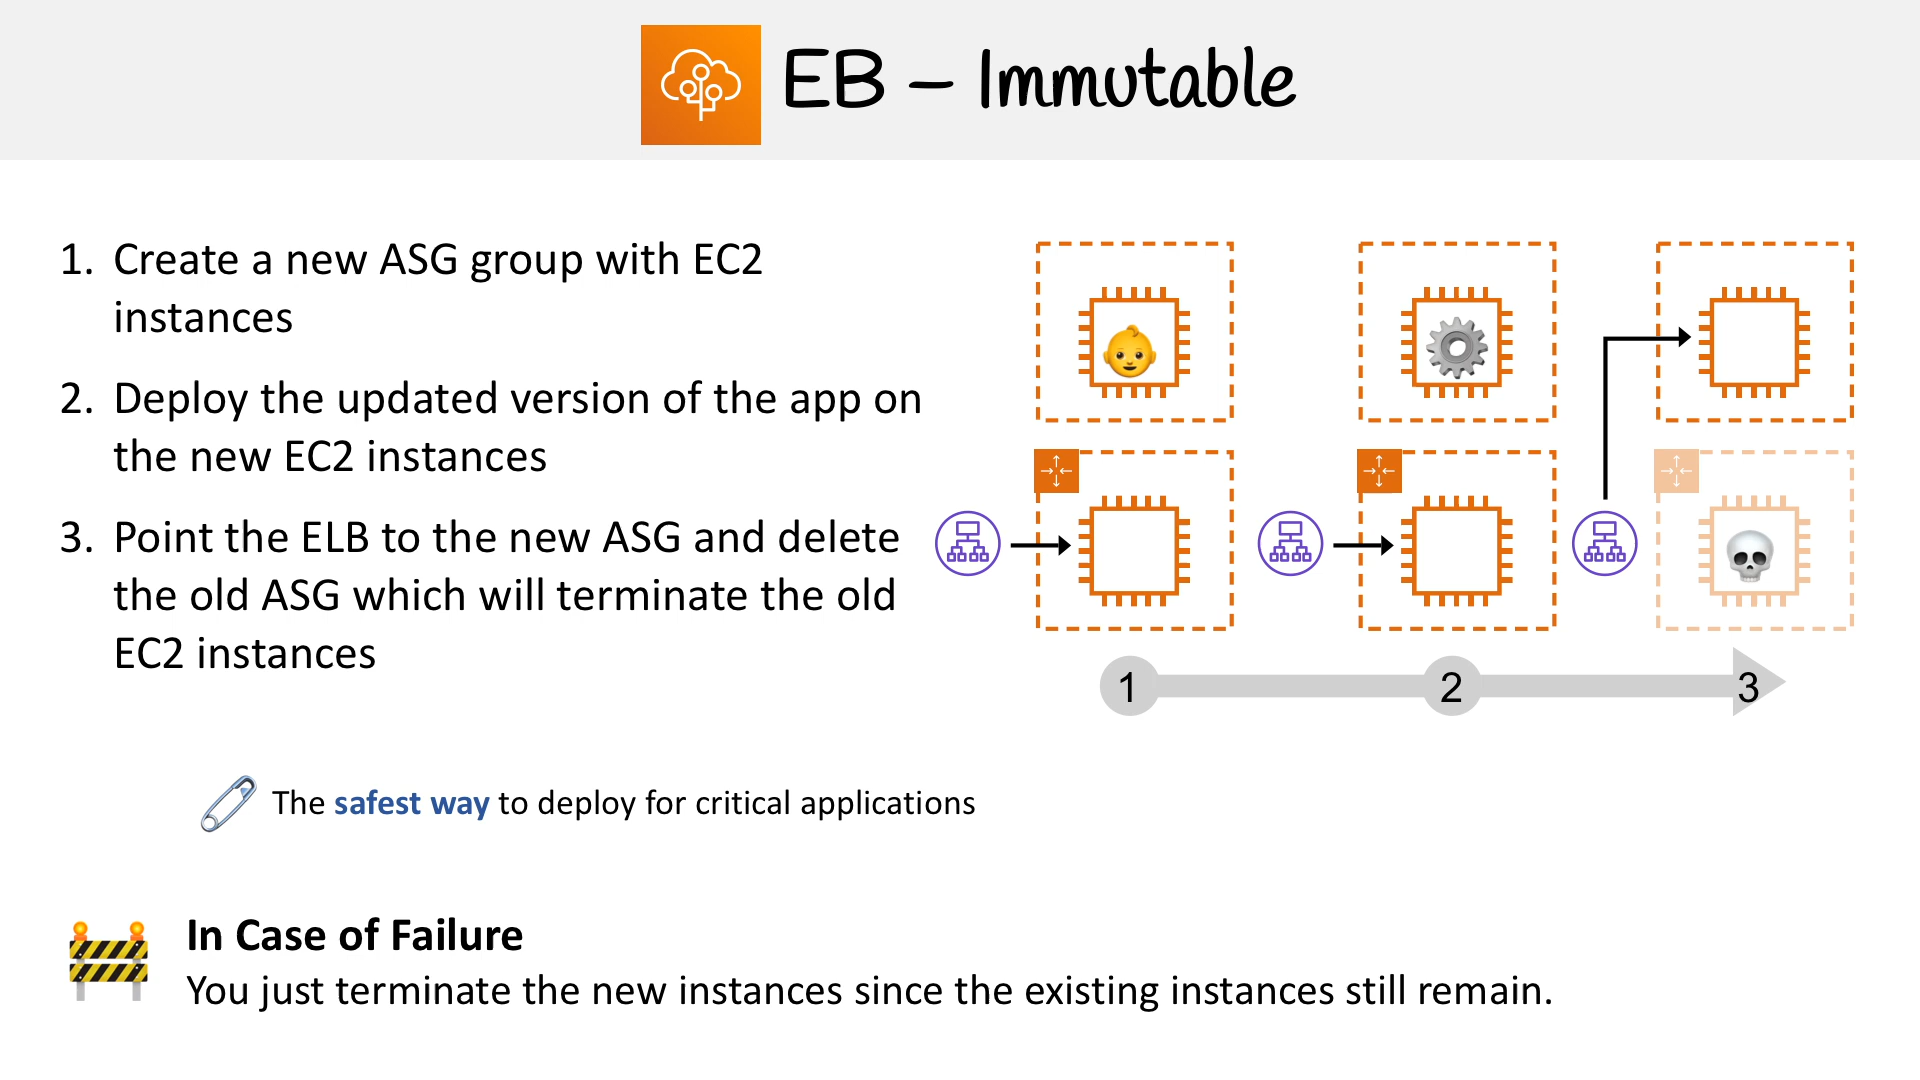 EB – Immutable
1. Create a new ASG group with EC2
instances
2. Deploy the updated version of the app on
the new EC2 instances
3. Point the ELB to the new ASG and delete
the old ASG which will terminate the old
EC2 instances
1 2 3
The safest way to deploy for critical applications
In Case of Failure
You just terminate the new instances since the existing instances still remain.